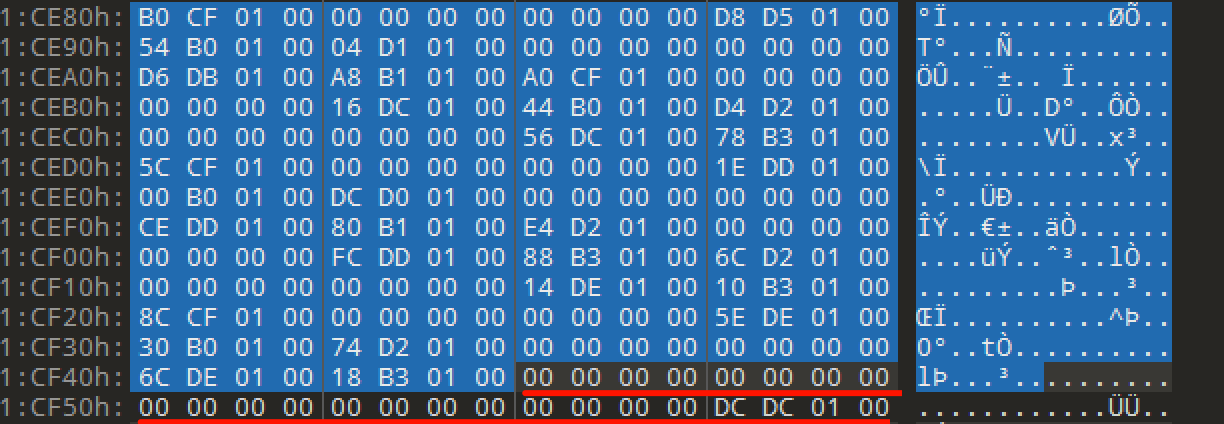 1:CE80h: B0 CF 01 00 00 00 00 00 00 00 00 00 D8 D5 01 00 °Ï..........ØÕ..
1:CE90h: 54 B0 01 00 04 D1 01 00 00 00 00 00 00 00 00 00 T°...Ñ..........
1:CEA0h: D6 DB 01 00 A8 B1 01 00 A0 CF 01 00 00 00 00 00 ÖÛ..¨±.. Ï......
1:CEB0h: 00 00 00 00 16 DC 01 00 44 B0 01 00 D4 D2 01 00 .....Ü..D°..ÔÒ..
1:CEC0h: 00 00 00 00 00 00 00 00 56 DC 01 00 78 B3 01 00 ........VÜ..x³..
1:CED0h: 5C CF 01 00 00 00 00 00 00 00 00 00 1E DD 01 00 \Ï...........Ý..
1:CEE0h: 00 B0 01 00 DC D0 01 00 00 00 00 00 00 00 00 00 .°..ÜÐ..........
1:CEF0h: CE DD 01 00 80 B1 01 00 E4 D2 01 00 00 00 00 00 ÎÝ..€±..äÒ......
1:CF00h: 00 00 00 00 FC DD 01 00 88 B3 01 00 6C D2 01 00 ....üÝ..ˆ³..lÒ..
1:CF10h: 00 00 00 00 00 00 00 00 14 DE 01 00 10 B3 01 00 .........Þ...³..
1:CF20h: 8C CF 01 00 00 00 00 00 00 00 00 00 5E DE 01 00 ŒÏ..........^Þ..
1:CF30h: 30 B0 01 00 74 D2 01 00 00 00 00 00 00 00 00 00 0°..tÒ..........
1:CF40h: 6C DE 01 00 18 B3 01 00 00 00 00 00 00 00 00 00 lÞ...³..........
1:CF50h: 00 00 00 00 00 00 00 00 00 00 00 00 DC DC 01 00 ............ÜÜ..